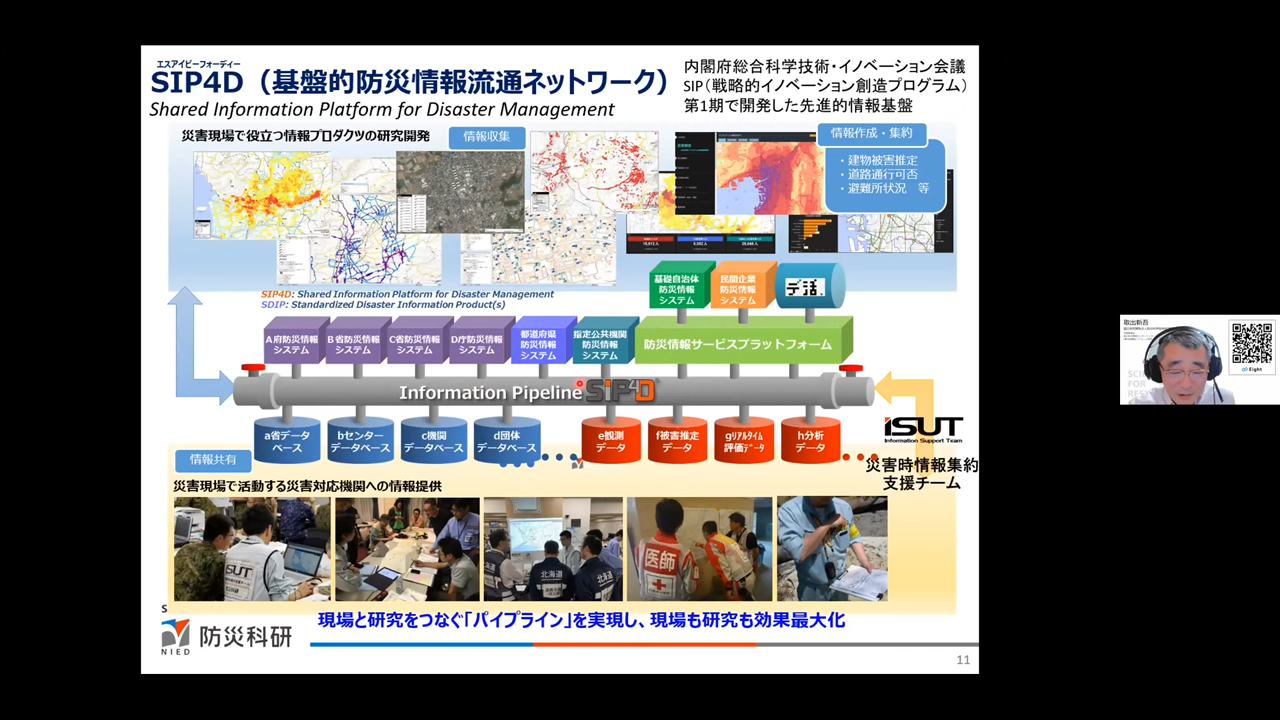 エスアイピーフォーディー
SIP4D（基盤的防災情報流通ネットワーク）
Shared Information Platform for Disaster Management
内閣府総合科学技術・イノベーション会議
SIP（戦略的イノベーション創造プログラム）
第1期で開発した先進的情報基盤
災害現場で役立つ情報プロダクツの研究開発
情報収集
情報作成・集約
・建物被害推定
・道路通行可否
・避難所状況　等
基礎自治体
防災情報
システム
民間企業
防災情報
システム
デ活。
SIP4D: Shared Information Platform for Disaster Management
SDIP: Standardized Disaster Information Product(s)
A府防災情報
システム
B省防災情報
システム
C省防災情報
システム
D庁防災情報
システム
都道府県
防災情報
システム
指定公共機関
防災情報
システム
防災情報サービスプラットフォーム
Information Pipeline SIP4D
a省データ
ベース
bセンター
データベース
c機関
データベース
d団体
データベース
e観測
データ
f被害推定
データ
gリアルタイム
評価データ
h分析
データ
ISUT
Information Support Team
災害時情報集約
支援チーム
情報共有
災害現場で活動する災害対応機関への情報提供
ISUT
北海道
北海道
医師
現場と研究をつなぐ「パイプライン」を実現し、現場も研究も効果最大化
S
NIED
防災科研
11
取出新吾
Eight